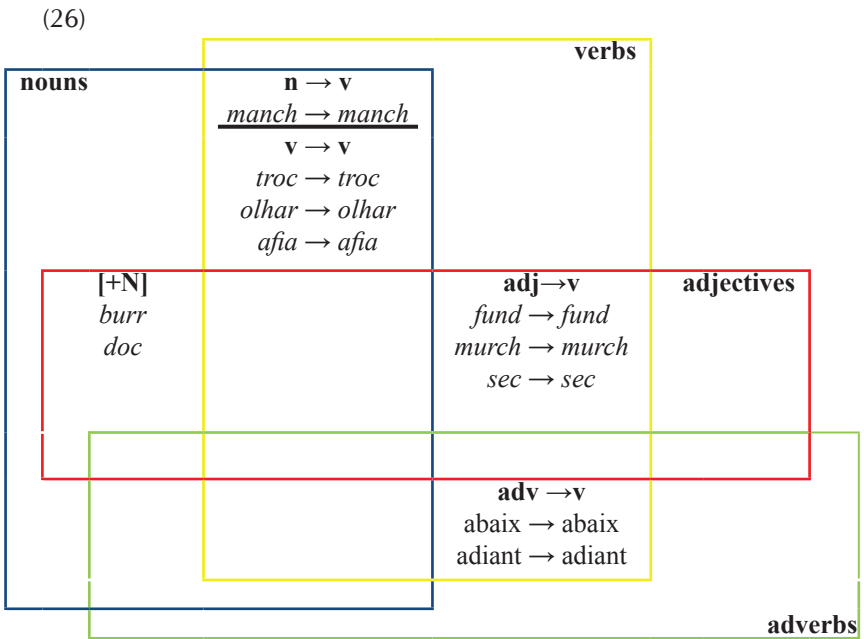 (26)
verbs
nouns
n → v
manch → manch
v → v
troc → troc
olhar → olhar
afia → afia
[+N]
burr
doc
adj→v
fund → fund
murch → murch
sec → sec
adjectives
adv →v
abaix → abaix
adiant → adiant
adverbs